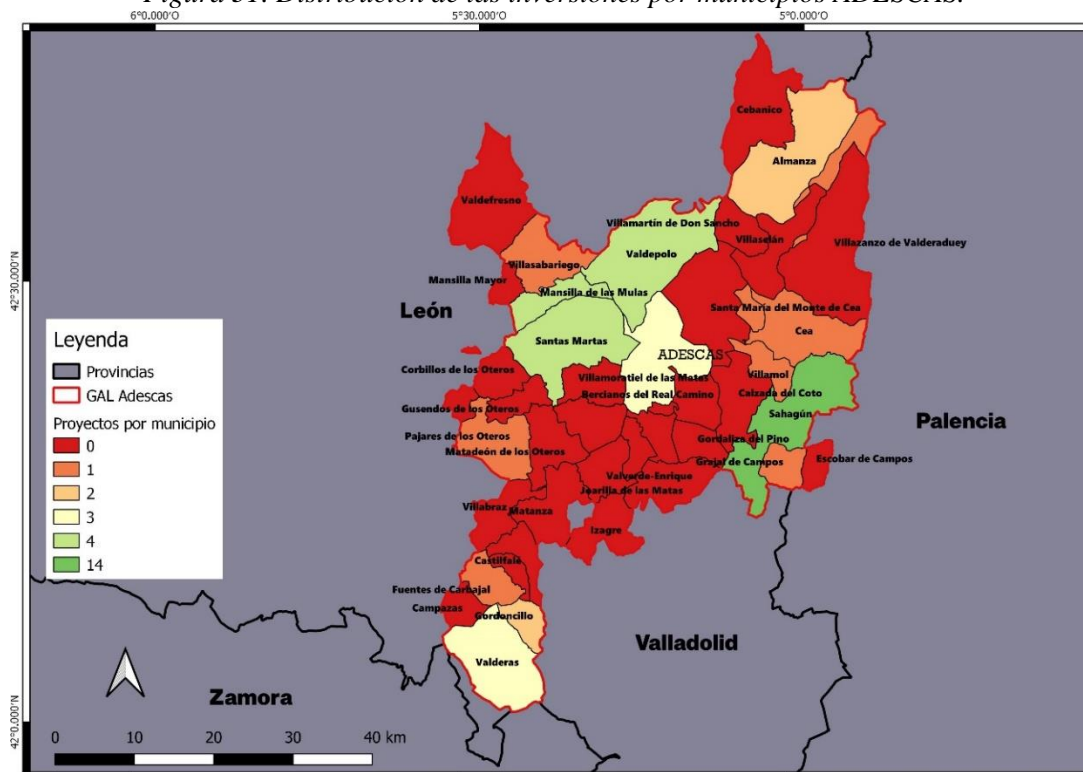 Figura 51. Distribución de las inversiones por municipios ADESCAS.
6°0.000'O
5°30.000'O
5°0.000'O
Cebanico
Almanza
Valdefresno
Villamartín de Don Sancho
Villaselán
Villazanzo de Valderaduey
Valdepolo
Villasabariego
Mansilla Mayor
42°30.000'N
Mansilla de las Mulas
Santa María del Monte de Cea
León
Cea
Santas Martas
ADESCAS
Leyenda
Provincias
GAL Adescas
Proyectos por municipio
0
1
2
3
4
14
Corbillos de los Oteros
Villamoratiel de las Matas
Villamol
Bercianos del Real Camino
Calzada del Coto
Gusendos de los Oteros
Sahagún
Palencia
Pajares de los Oteros
Gordaliza del Pino
Matadeón de los Oteros
Grajal de Campos
Escobar de Campos
Valverde-Enrique
Joarilla de las Matas
Villabraz
Matanza
Izagre
Castilfalé
Fuentes de Carbajal
Campazas
Gordoncillo
Valladolid
Valderas
Zamora
42°0.000'N
0 10 20 30 40 km